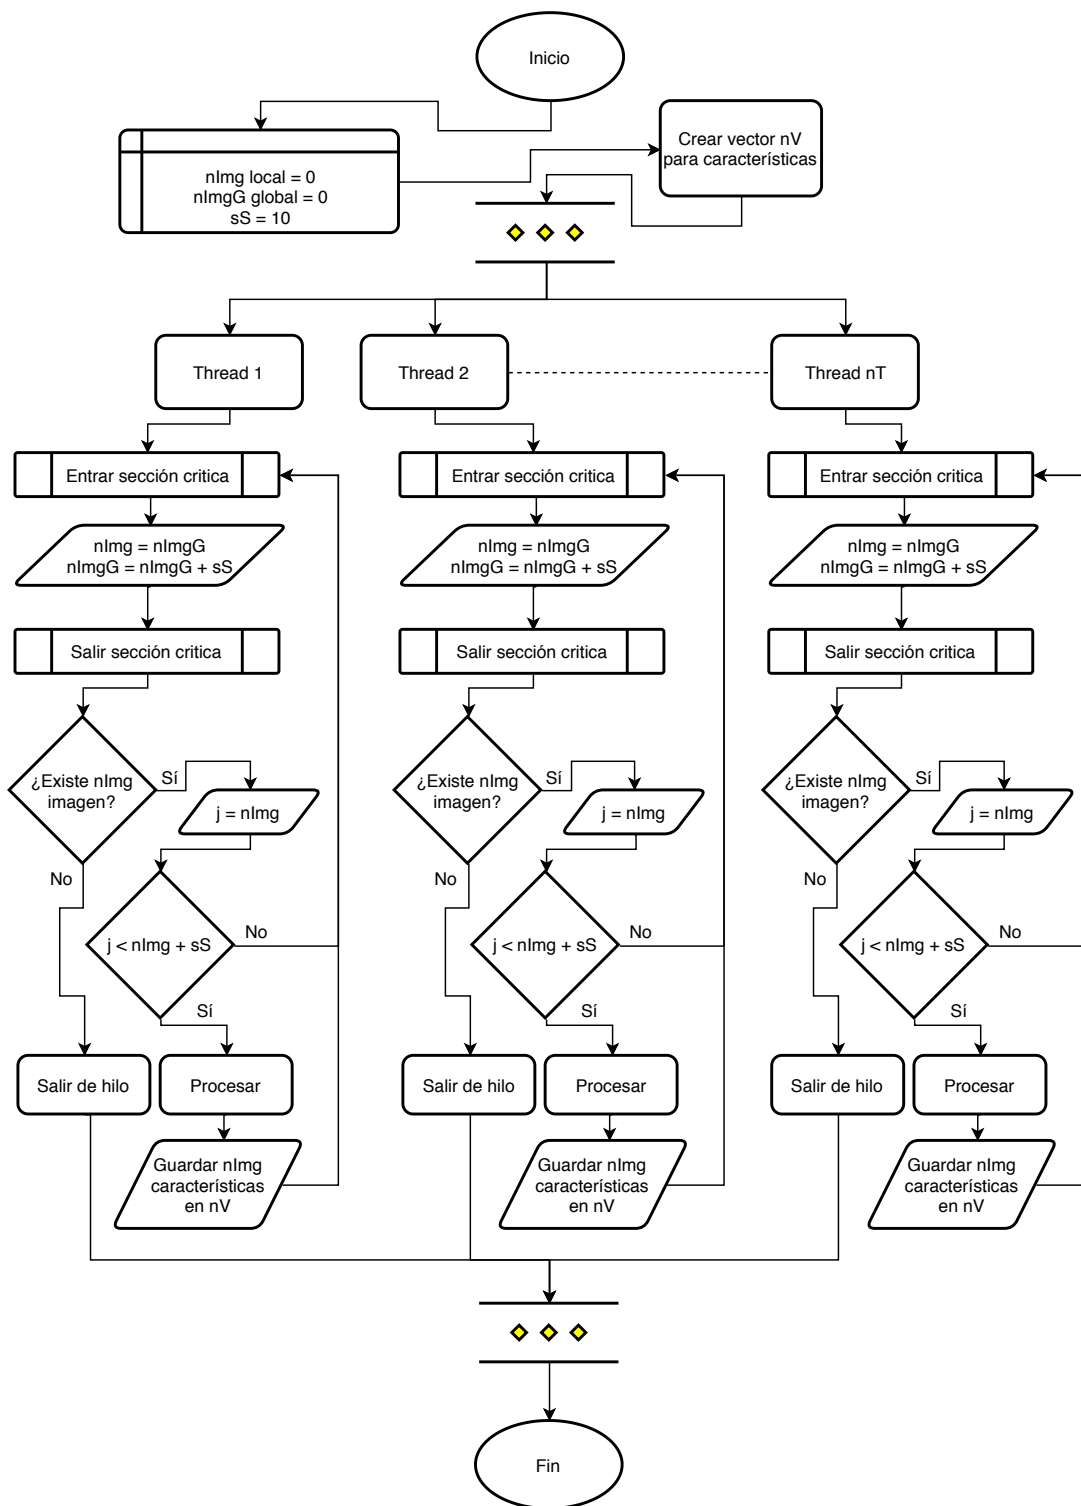 Inicio
nImg local = 0
nImgG global = 0
sS = 10
Crear vector nV
para características
Thread 1
Thread 2
Thread nT
Entrar sección critica
nImg = nImgG
nImgG = nImgG + sS
Salir sección critica
¿Existe nImg
imagen?
Sí
j = nImg
No
j < nImg + sS
No
Sí
Salir de hilo
Procesar
Guardar nImg
características
en nV
Entrar sección critica
nImg = nImgG
nImgG = nImgG + sS
Salir sección critica
¿Existe nImg
imagen?
Sí
j = nImg
No
j < nImg + sS
No
Sí
Salir de hilo
Procesar
Guardar nImg
características
en nV
Entrar sección critica
nImg = nImgG
nImgG = nImgG + sS
Salir sección critica
¿Existe nImg
imagen?
Sí
j = nImg
No
j < nImg + sS
No
Sí
Salir de hilo
Procesar
Guardar nImg
características
en nV
Fin